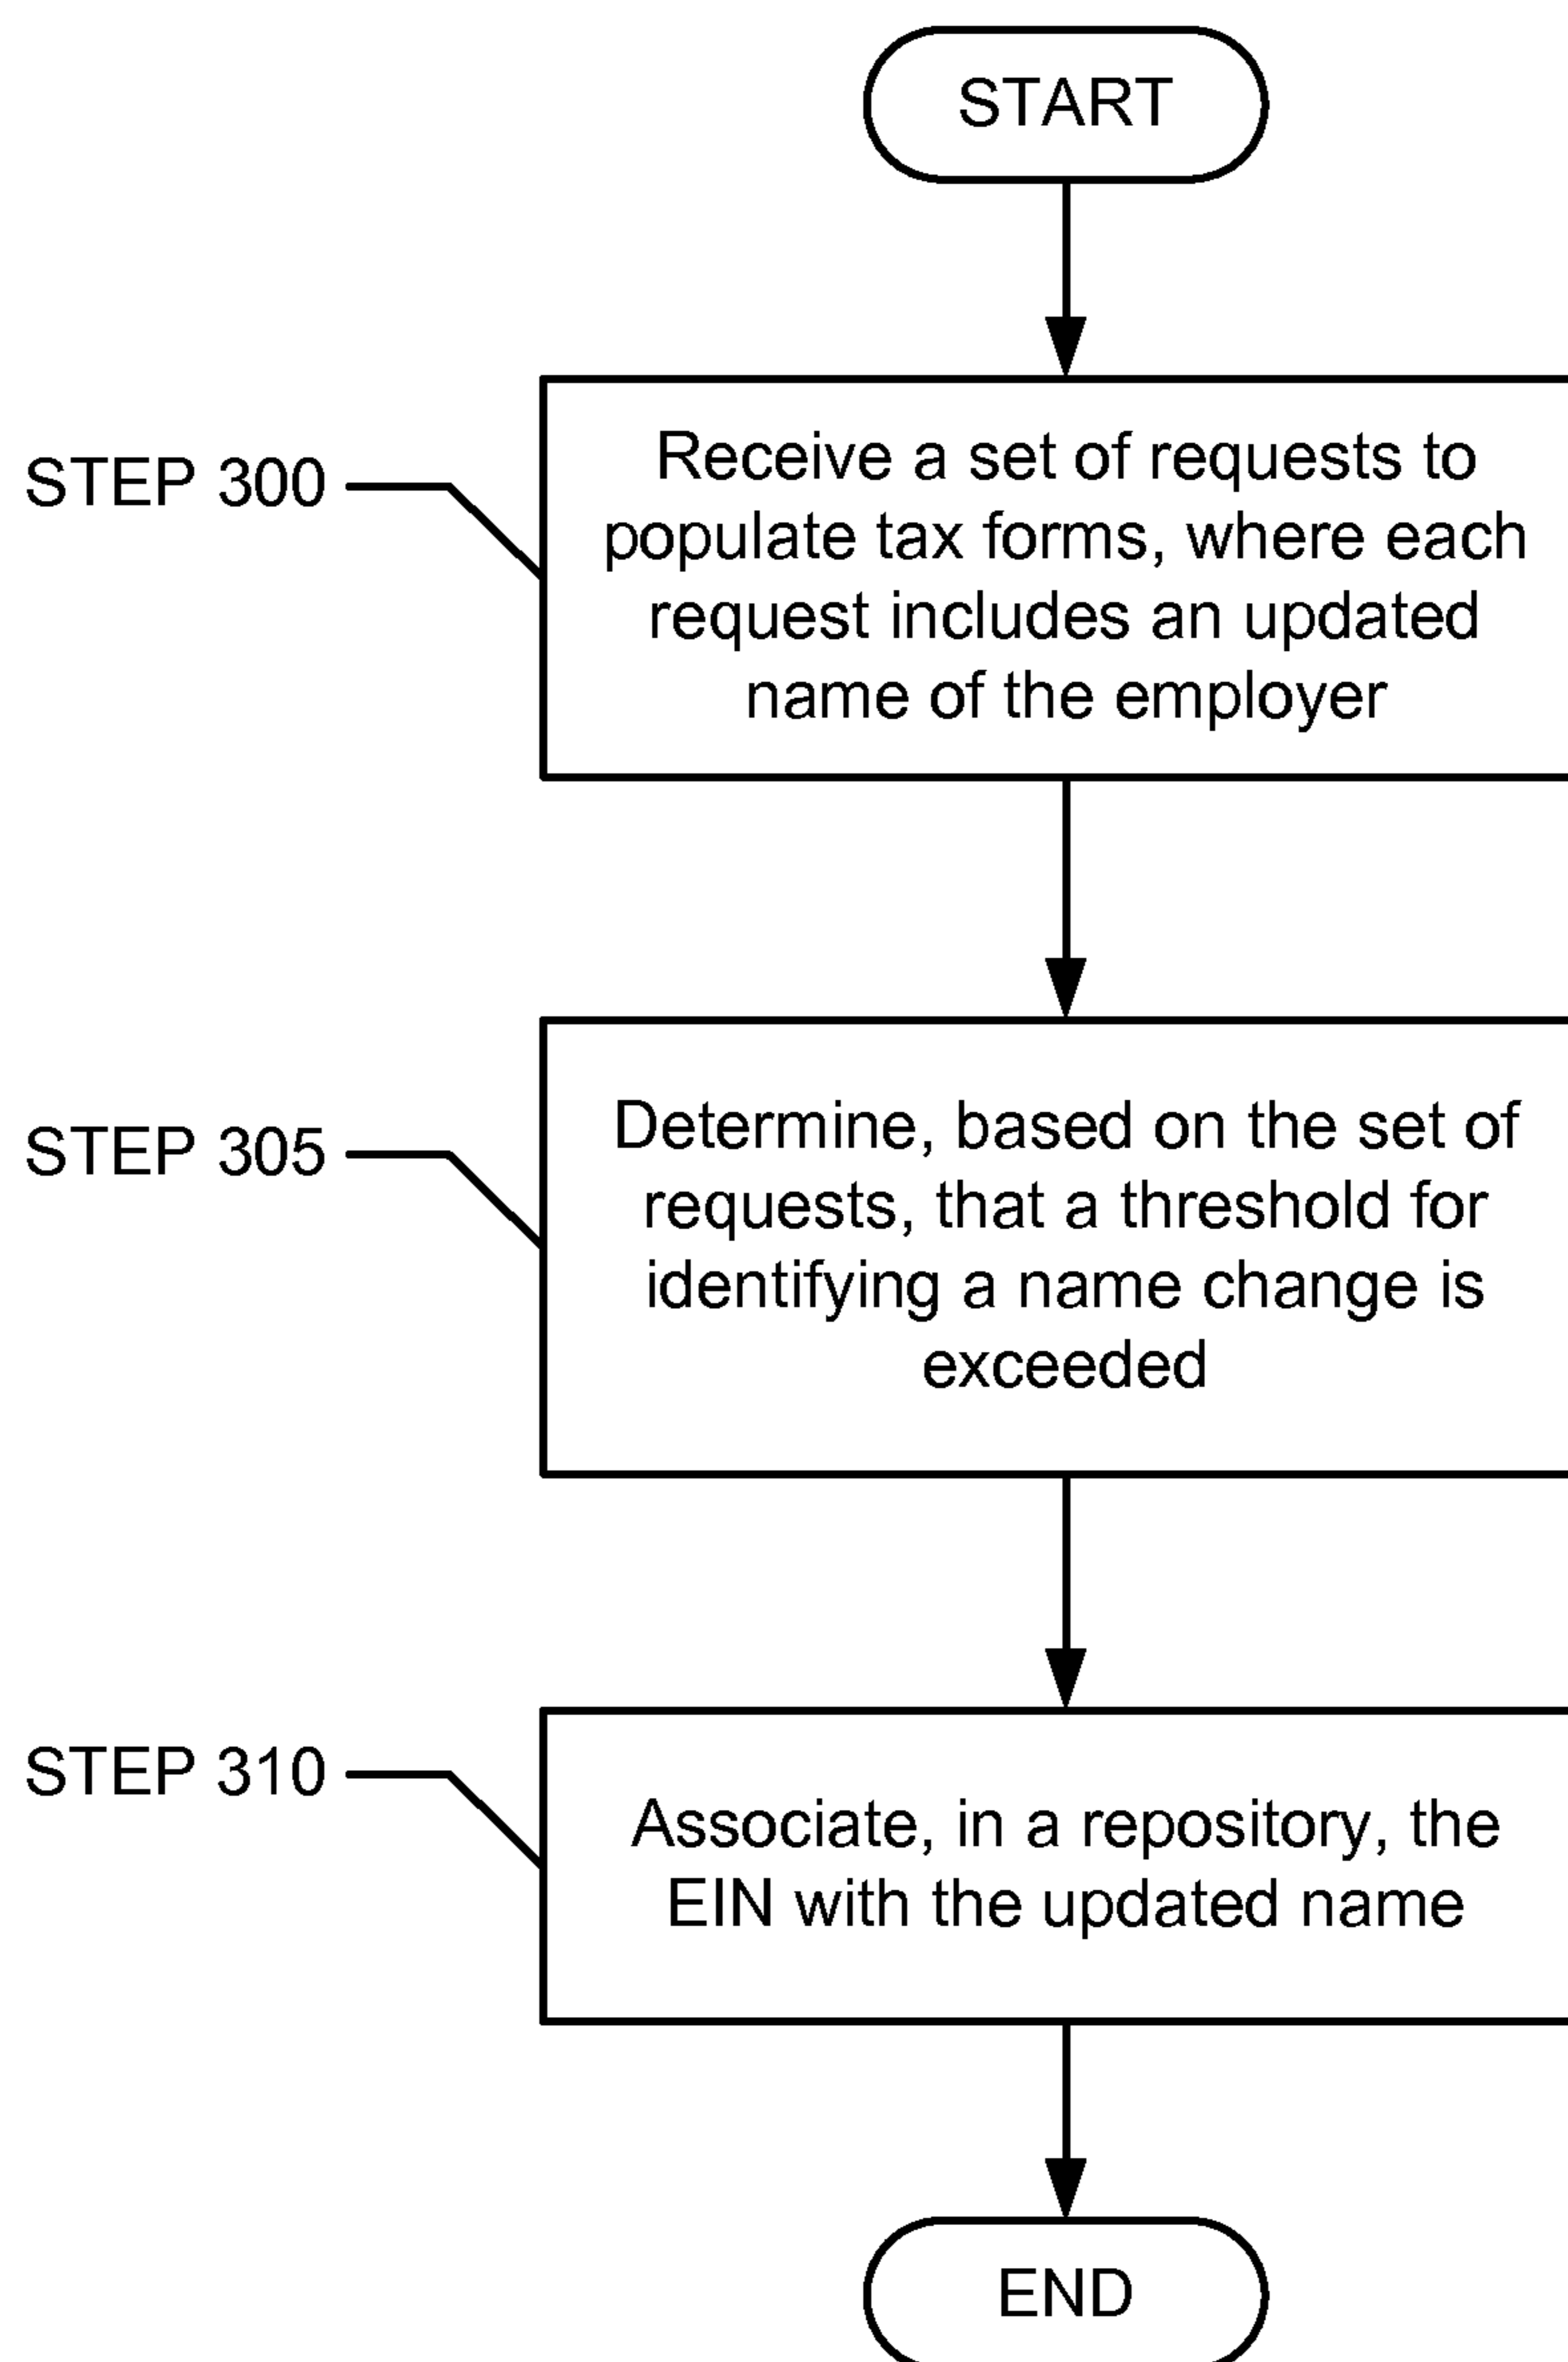 START
STEP 300
Receive a set of requests to
populate tax forms, where each
request includes an updated
name of the employer
STEP 305
Determine, based on the set of
requests, that a threshold for
identifying a name change is
exceeded
STEP 310
Associate, in a repository, the
EIN with the updated name
END